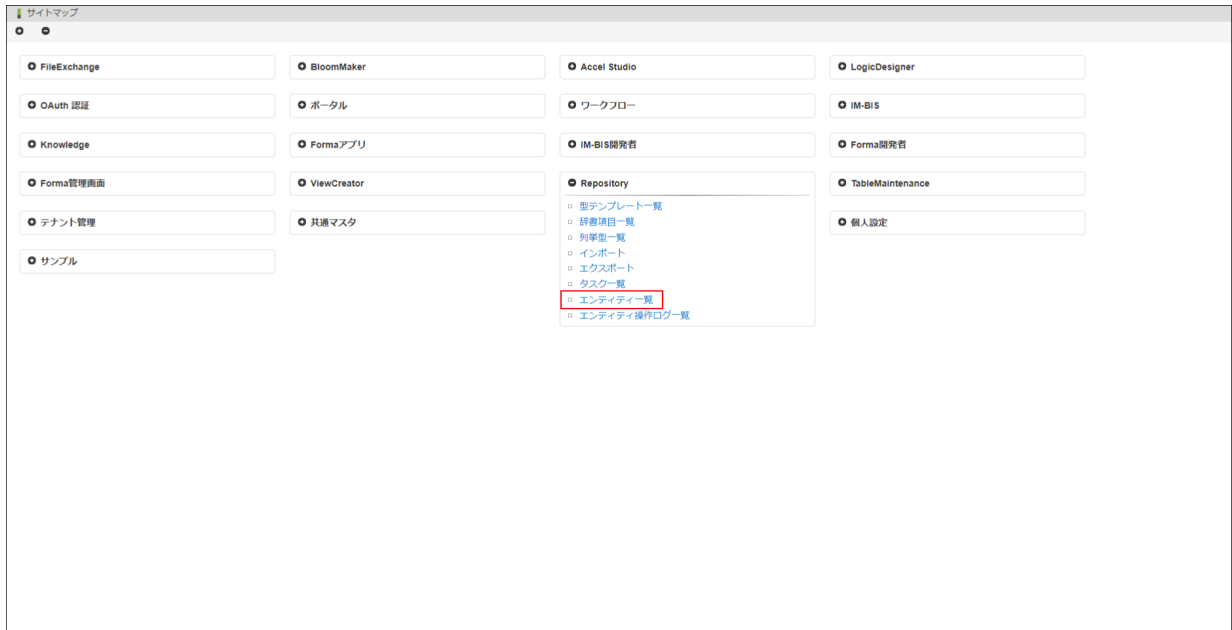 サイトマップ
FileExchange
BloomMaker
Accel Studio
LogicDesigner
OAuth 認証
ポータル
ワークフロー
IM-BIS
Knowledge
Formaアプリ
IM-BIS開発者
Forma開発者
Forma管理画面
ViewCreator
Repository
TableMaintenance
型テンプレート一覧
辞書項目一覧
列挙型一覧
インポート
エクスポート
タスク一覧
エンティティ一覧
エンティティ操作ログ一覧
テナント管理
共通マスタ
個人設定
サンプル